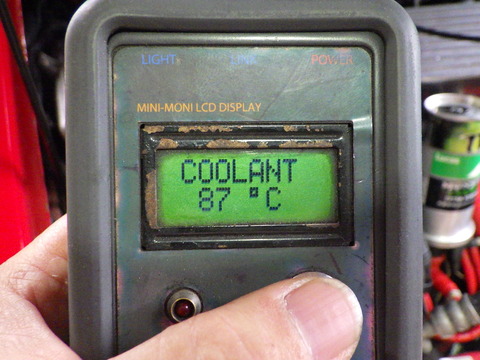 LIGHT LINK POWER
MINI-MONI LCD DISPLAY
COOLANT
87 °C